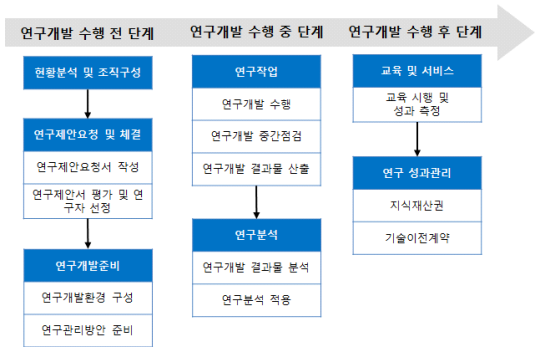 연구개발 수행 전 단계
연구개발 수행 중 단계
연구개발 수행 후 단계
현황분석 및 조직구성
연구제안요청 및 체결
연구제안요청서 작성
연구제안서 평가 및 연
구자 선정
연구개발준비
연구개발환경 구성
연구관리방안 준비
연구작업
연구개발 수행
연구개발 중간점검
연구개발 결과물 산출
연구분석
연구개발 결과물 분석
연구분석 적용
교육 및 서비스
교육 시행 및
성과 측정
연구 성과관리
지식재산권
기술이전계약